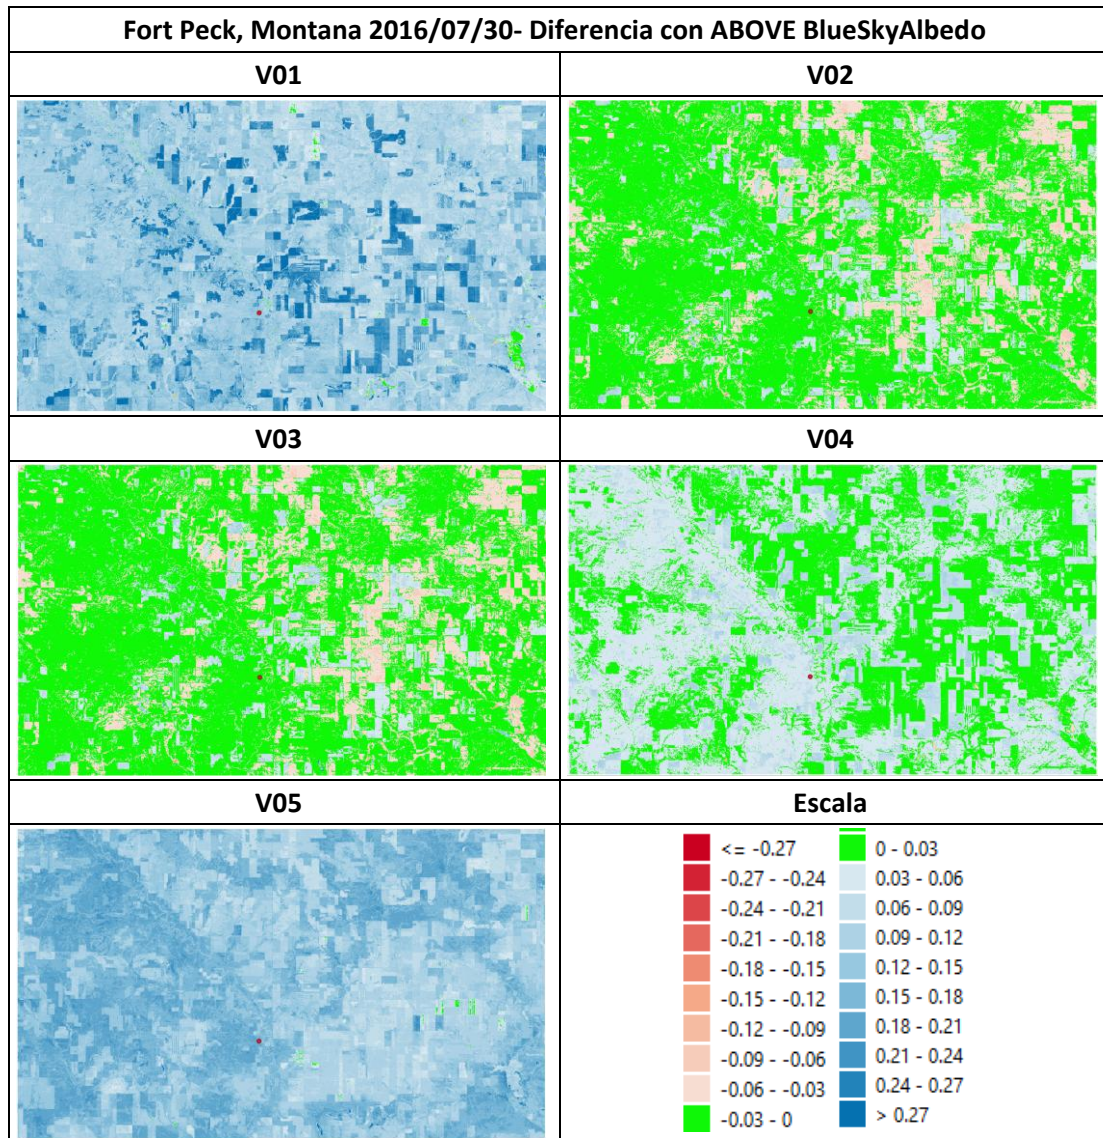 Fort Peck, Montana 2016/07/30- Diferencia con ABOVE BlueSkyAlbedo
V01
V02
V03
V04
V05
Escala
<= -0.27
-0.27 - -0.24
-0.24 - -0.21
-0.21 - -0.18
-0.18 - -0.15
-0.15 - -0.12
-0.12 - -0.09
-0.09 - -0.06
-0.06 - -0.03
-0.03 - 0
0 - 0.03
0.03 - 0.06
0.06 - 0.09
0.09 - 0.12
0.12 - 0.15
0.15 - 0.18
0.18 - 0.21
0.21 - 0.24
0.24 - 0.27
> 0.27